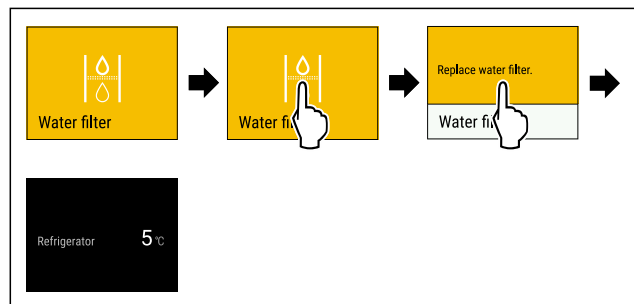 Water filter
Water fi
Replace water filter.
Water fi
Refrigerator 5 °C